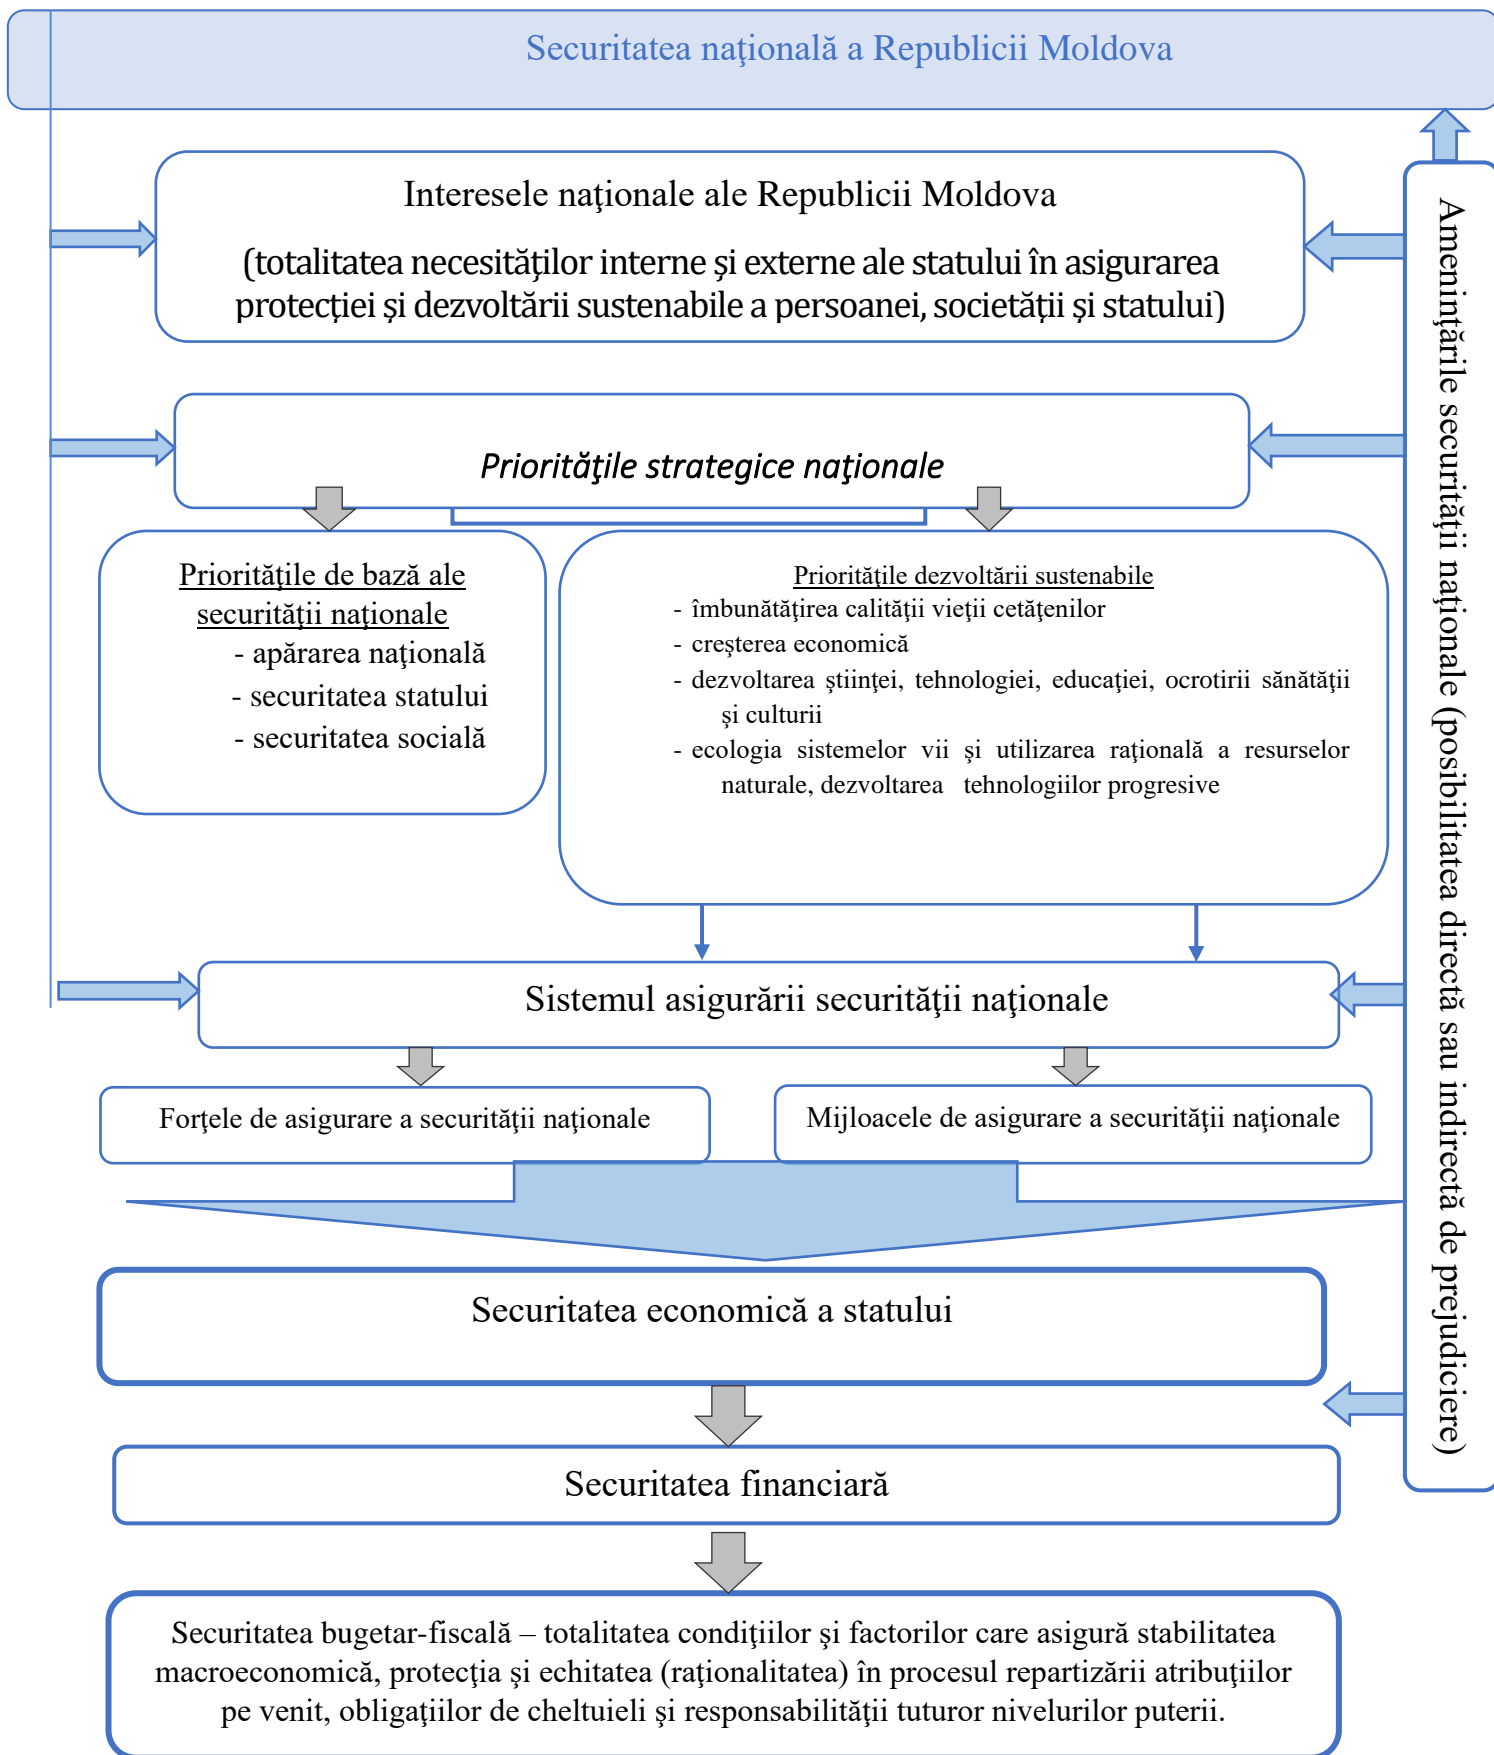 Securitatea naţională a Republicii Moldova
Interesele naţionale ale Republicii Moldova
(totalitatea necesităţilor interne şi externe ale statului în asigurarea
protecţiei şi dezvoltării sustenabile a persoanei, societăţii şi statului)
Priorităţile strategice naţionale
Priorităţile de bază ale
securităţii naţionale
- apărarea naţională
- securitatea statului
- securitatea socială
Priorităţile dezvoltării sustenabile
- îmbunătăţirea calităţii vieţii cetăţenilor
- creşterea economică
- dezvoltarea ştiinţei, tehnologiei, educaţiei, ocrotirii sănătăţii
şi culturii
- ecologia sistemelor vii şi utilizarea raţională a resurselor
naturale, dezvoltarea tehnologiilor progresive
Sistemul asigurării securităţii naţionale
Forţele de asigurare a securităţii naţionale
Mijloacele de asigurare a securităţii naţionale
Securitatea economică a statului
Securitatea financiară
Securitatea bugetar-fiscală – totalitatea condiţiilor şi factorilor care asigură stabilitatea
macroeconomică, protecţia şi echitatea (raţionalitatea) în procesul repartizării atribuţiilor
pe venit, obligaţiilor de cheltuieli şi responsabilităţii tuturor nivelurilor puterii.
Ameninţările securităţii naţionale (posibilitatea directă sau indirectă de prejudiciere)